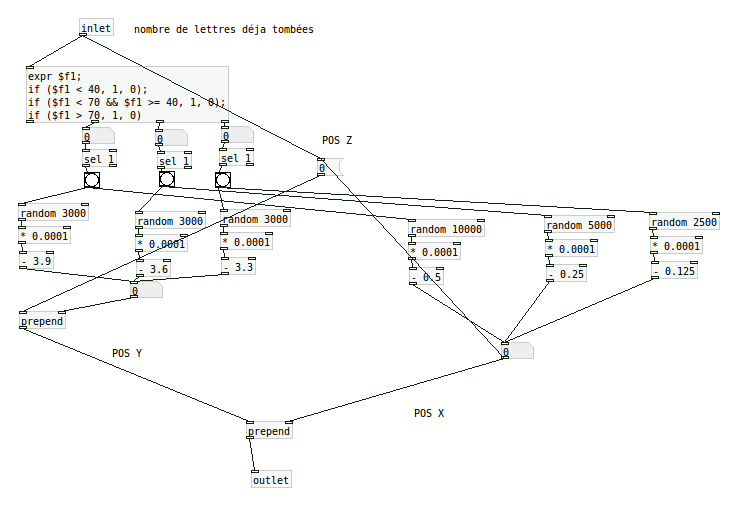 inlet
nombre de lettres déja tombées
expr $f1;
if ($f1 < 40, 1, 0);
if ($f1 < 70 && $f1 >= 40, 1, 0);
if ($f1 > 70, 1, 0)
0
0
0
POS Z
sel 1
sel 1
sel 1
0
random 3000
random 3000
random 3000
random 10000
random 5000
random 2500
* 0.0001
* 0.0001
* 0.0001
* 0.0001
* 0.0001
* 0.0001
- 3.9
- 3.6
- 3.3
- 0.5
- 0.25
- 0.125
0
prepend
POS Y
0
POS X
prepend
outlet